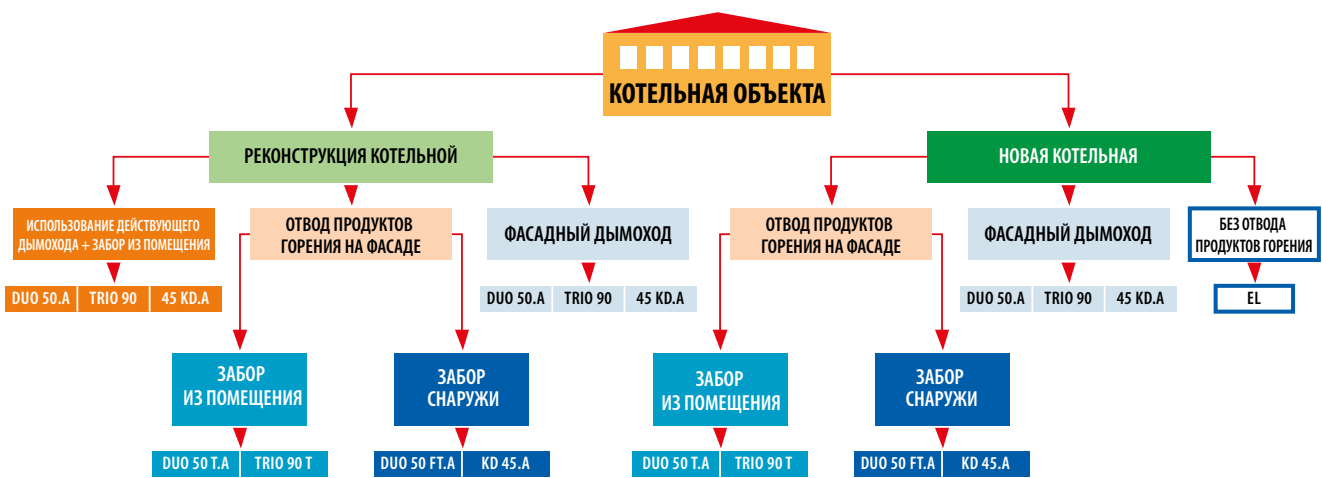 КОТЕЛЬНАЯ ОБЪЕКТА
РЕКОНСТРУКЦИЯ КОТЕЛЬНОЙ
НОВАЯ КОТЕЛЬНАЯ
ИСПОЛЬЗОВАНИЕ ДЕЙСТВУЮЩЕГО
ДЫМОХОДА + ЗАБОР ИЗ ПОМЕЩЕНИЯ
ОТВОД ПРОДУКТОВ
ГОРЕНИЯ НА ФАСАДЕ
ФАСАДНЫЙ ДЫМОХОД
ОТВОД ПРОДУКТОВ
ГОРЕНИЯ НА ФАСАДЕ
ФАСАДНЫЙ ДЫМОХОД
БЕЗ ОТВОДА
ПРОДУКТОВ ГОРЕНИЯ
DUO 50.A TRIO 90 45 KD.A
DUO 50.A TRIO 90 45 KD.A
DUO 50.A TRIO 90 45 KD.A
EL
ЗАБОР
ИЗ ПОМЕЩЕНИЯ
ЗАБОР
СНАРУЖИ
ЗАБОР
ИЗ ПОМЕЩЕНИЯ
ЗАБОР
СНАРУЖИ
DUO 50 T.A TRIO 90 T
DUO 50 FT.A KD 45.A
DUO 50 T.A TRIO 90 T
DUO 50 FT.A KD 45.A